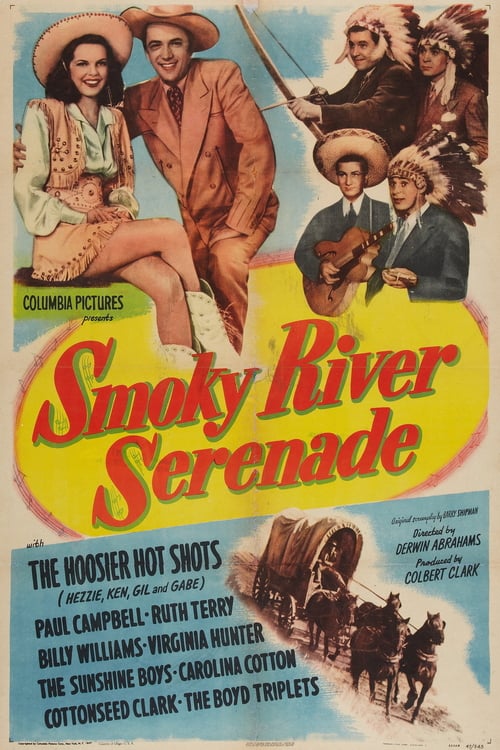 COLUMBIA PICTURES
presents
Smoky River
Serenade
Original screenplay by BARRY SHIPMAN
Directed by
DERWIN ABRAHAMS
Produced by
COLBERT CLARK
with
THE HOOSIER HOT SHOTS
(HEZZIE, KEN, GIL and GABE)
PAUL CAMPBELL · RUTH TERRY
BILLY WILLIAMS · VIRGINIA HUNTER
THE SUNSHINE BOYS · CAROLINA COTTON
COTTONSEED CLARK · THE BOYD TRIPLETS